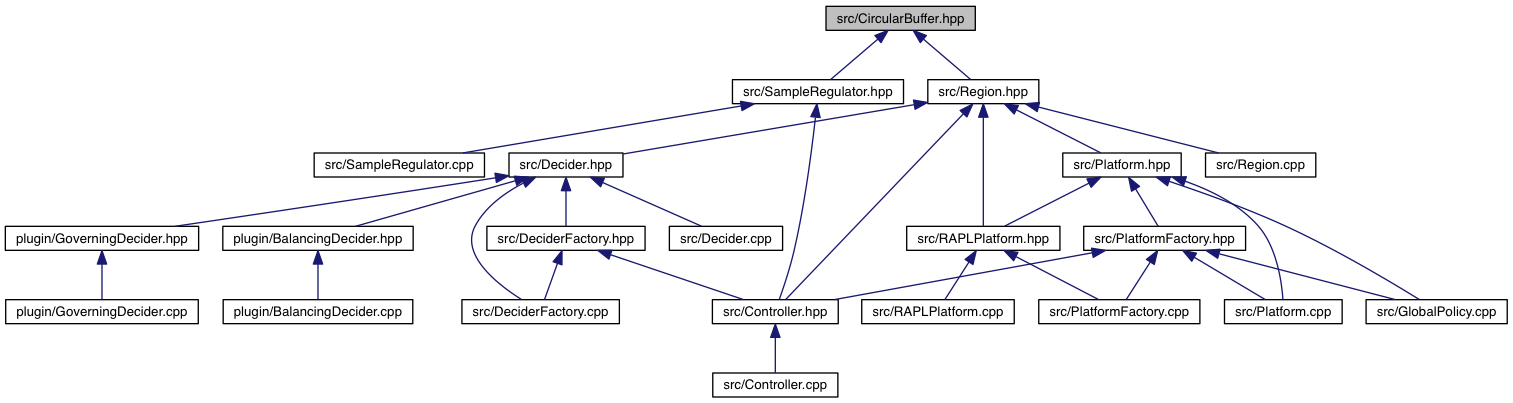 src/CircularBuffer.hpp
src/SampleRegulator.hpp
src/Region.hpp
src/SampleRegulator.cpp
src/Decider.hpp
src/Platform.hpp
src/Region.cpp
plugin/GoverningDecider.hpp
plugin/BalancingDecider.hpp
src/DeciderFactory.hpp
src/Decider.cpp
src/RAPLPlatform.hpp
src/PlatformFactory.hpp
plugin/GoverningDecider.cpp
plugin/BalancingDecider.cpp
src/DeciderFactory.cpp
src/Controller.hpp
src/RAPLPlatform.cpp
src/PlatformFactory.cpp
src/Platform.cpp
src/GlobalPolicy.cpp
src/Controller.cpp